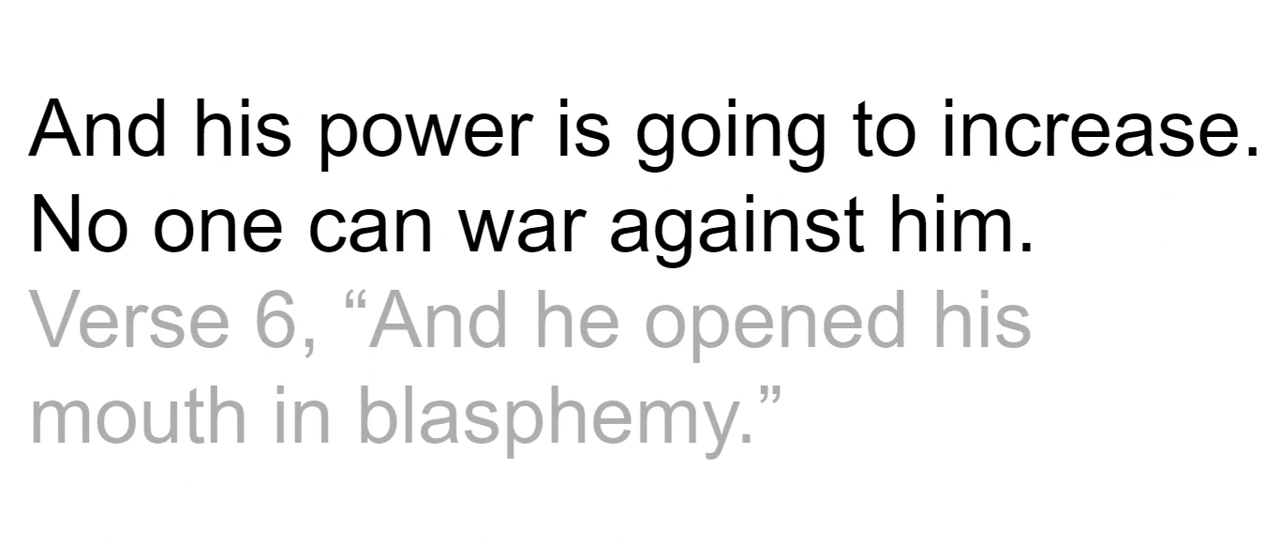 And his power is going to increase.
No one can war against him.
Verse 6, “And he opened his
mouth in blasphemy.”